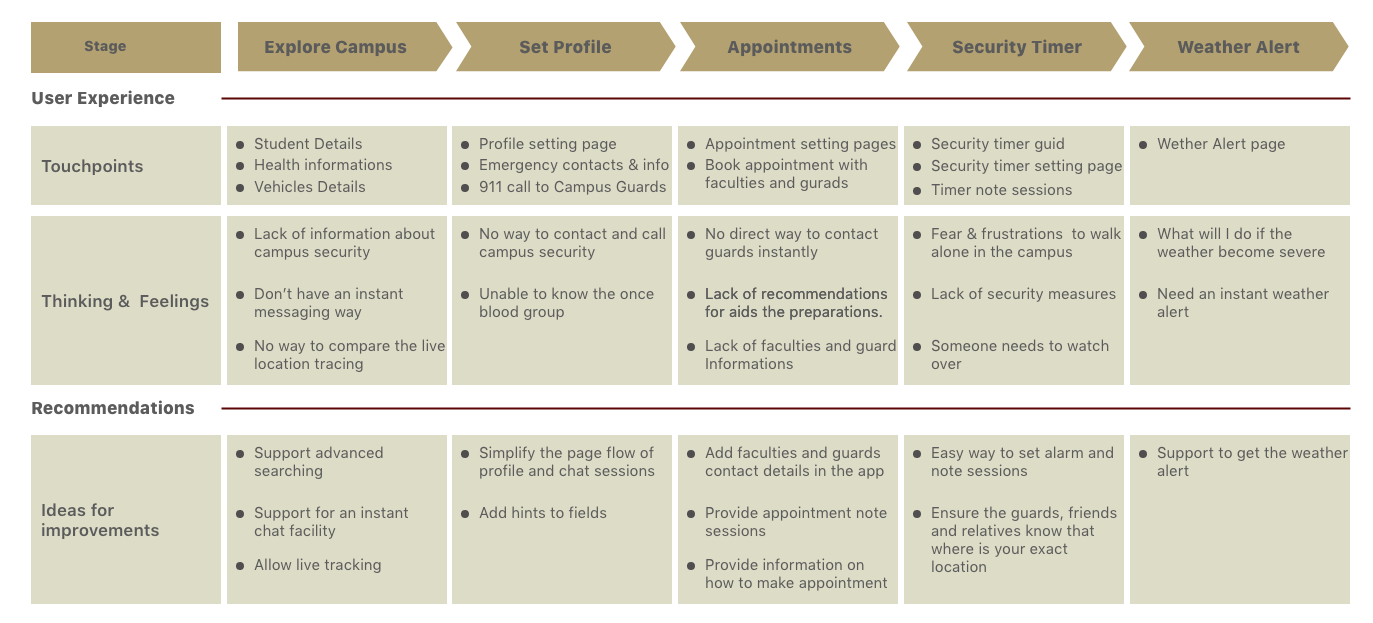 Stage
Explore Campus
Set Profile
Appointments
Security Timer
Weather Alert
User Experience
Touchpoints
Student Details
Health informations
Vehicles Details
Profile setting page
Emergency contacts & info
911 call to Campus Guards
Appointment setting pages
Book appointment with
faculties and gurads
Security timer guid
Security timer setting page
Timer note sessions
Wether Alert page
Thinking & Feelings
Lack of information about
campus security
Don’t have an instant
messaging way
No way to compare the live
location tracing
No way to contact and call
campus security
Unable to know the once
blood group
No direct way to contact
guards instantly
Lack of recommendations
for aids the preparations.
Lack of faculties and guard
Informations
Fear & frustrations to walk
alone in the campus
Lack of security measures
Someone needs to watch
over
What will I do if the
weather become severe
Need an instant weather
alert
Recommendations
Ideas for
improvements
Support advanced
searching
Support for an instant
chat facility
Allow live tracking
Simplify the page flow of
profile and chat sessions
Add hints to fields
Add faculties and guards
contact details in the app
Provide appointment note
sessions
Provide information on
how to make appointment
Easy way to set alarm and
note sessions
Ensure the guards, friends
and relatives know that
where is your exact
location
Support to get the weather
alert